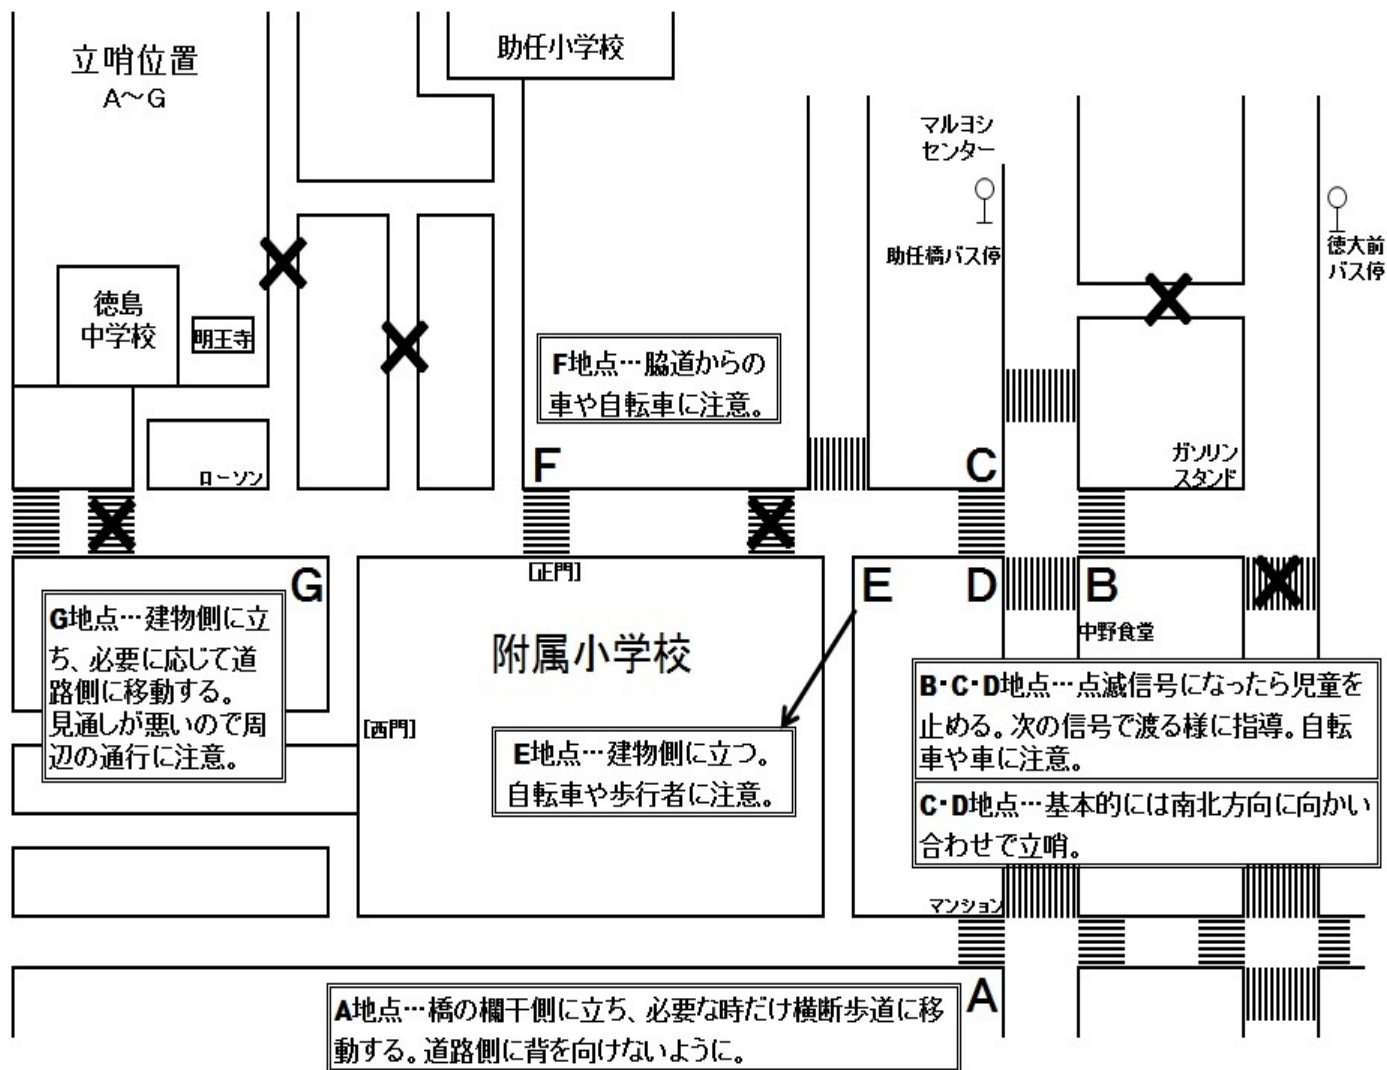 立哨位置
A～G
助任小学校
マルヨシ
センター
助任橋バス停
徳大前
バス停
徳島
中学校
明王寺
F地点…脇道からの
車や自転車に注意。
ローソン
F
C
ガソリン
スタンド
[正門]
G
E
D
B
中野食堂
附属小学校
G地点…建物側に立
ち、必要に応じて道
路側に移動する。
見通しが悪いので周
辺の通行に注意。
[西門]
E地点…建物側に立つ。
自転車や歩行者に注意。
B・C・D地点…点滅信号になったら児童を
止める。次の信号で渡る様に指導。自転
車や車に注意。
C・D地点…基本的には南北方向に向かい
合わせで立哨。
マンション
A
A地点…橋の欄干側に立ち、必要な時だけ横断歩道に移
動する。道路側に背を向けないように。